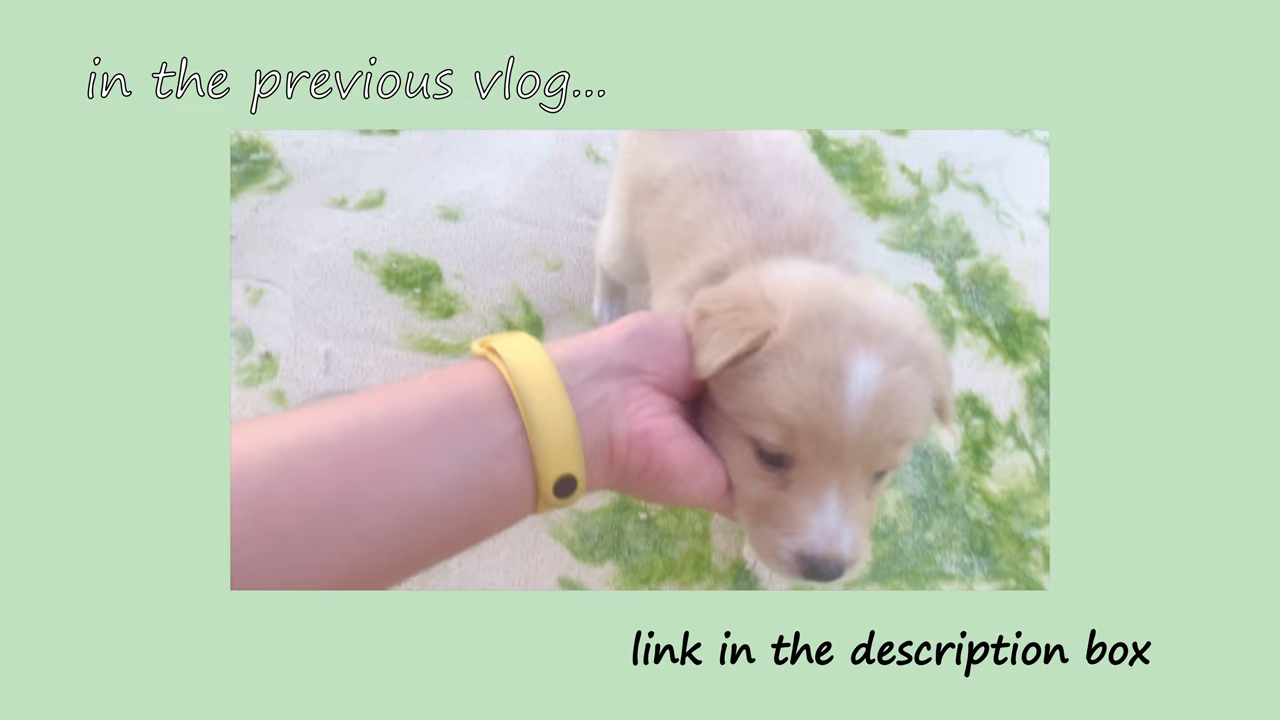 in the previous vlog...
link in the description box